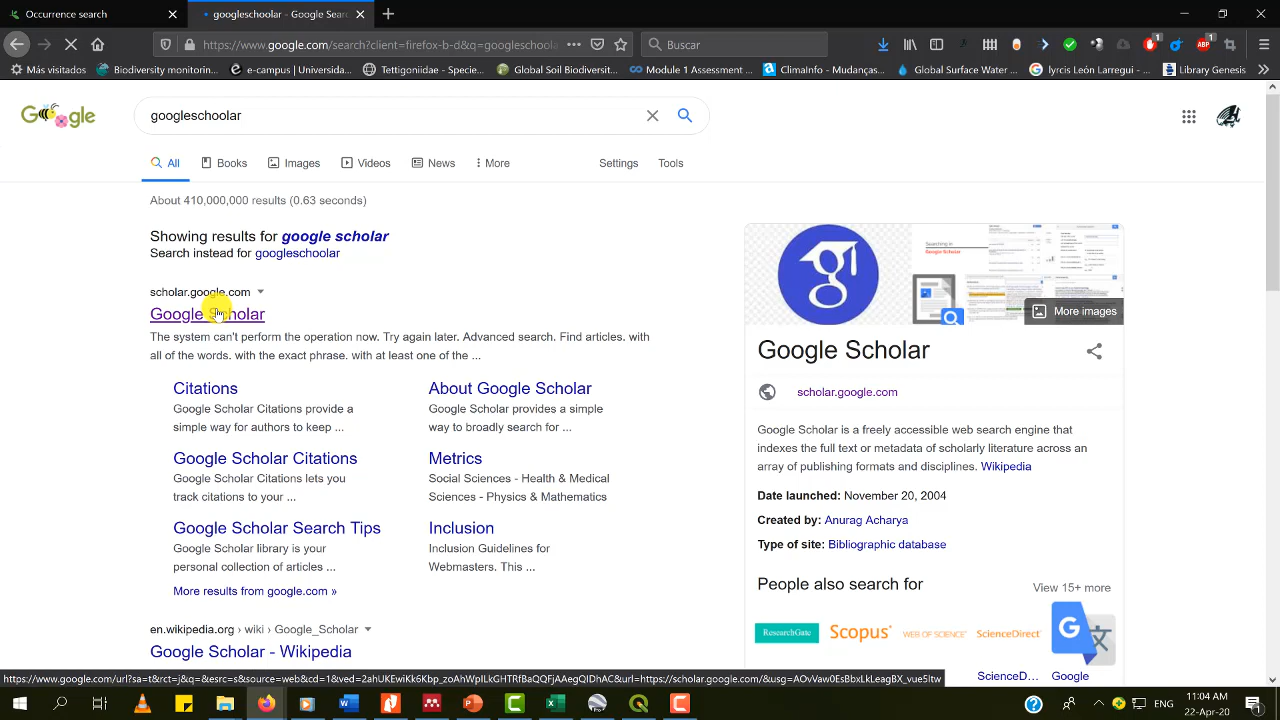 Occurrence search
googleschoolar - Google Sear
https://www.google.com/search?client=firefox-b-d&q=googleschoola
Buscar
Más visitados
Biodiversity monitorin...
e-campus | Universida...
Tettigoniidae - Specie...
Global Soil Biodiversit...
Module 1 Assessment ...
ClimaInfo - Mudanças...
Global Surface Water ...
lyrcis León Larregui - ...
Library Genesis
Google
googleschoolar
All
Books
Images
Videos
News
More
Settings
Tools
About 410,000,000 results (0.63 seconds)
Showing results for google scholar
Search instead for googleschoolar
scholar.google.com
Google Scholar
The system can't perform the operation now. Try again later. Advanced search. Find articles. with
all of the words. with the exact phrase. with at least one of the ...
Citations
Google Scholar Citations provide a
simple way for authors to keep ...
About Google Scholar
Google Scholar provides a simple
way to broadly search for ...
Google Scholar Citations
Google Scholar Citations lets you
track citations to your ...
Metrics
Social Sciences - Health & Medical
Sciences - Physics & Mathematics
Google Scholar Search Tips
Google Scholar library is your
personal collection of articles ...
Inclusion
Inclusion Guidelines for
Webmasters. This ...
More results from google.com »
en.wikipedia.org › wiki › Google_Scholar
Google Scholar - Wikipedia
Searching in
Google Scholar
More images
Google Scholar
scholar.google.com
Google Scholar is a freely accessible web search engine that
indexes the full text or metadata of scholarly literature across an
array of publishing formats and disciplines. Wikipedia
Date launched: November 20, 2004
Created by: Anurag Acharya
Type of site: Bibliographic database
People also search for
View 15+ more
ResearchGate
Scopus
WEB OF SCIENCE
ScienceDirect
ScienceD...
Google
ENG
11:04 AM
22-Apr-20